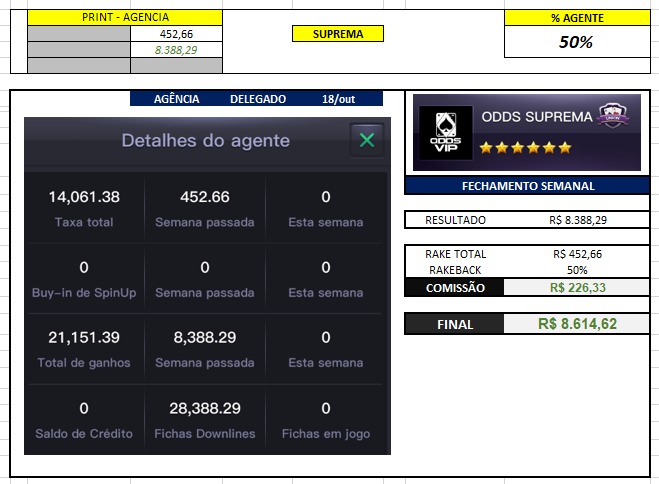 PRINT - AGENCIA
452,66
8.388,29
SUPREMA
% AGENTE
50%
AGÊNCIA DELEGADO 18/out
Detalhes do agente
14,061.38 452.66 0
Taxa total Semana passada Esta semana
0 0 0
Buy-in de SpinUp Semana passada Esta semana
21,151.39 8,388.29 0
Total de ganhos Semana passada Esta semana
0 28,388.29 0
Saldo de Crédito Fichas Downlines Fichas em jogo
ODDS
VIP
ODDS SUPREMA
UNION
FECHAMENTO SEMANAL
RESULTADO R$ 8.388,29
RAKE TOTAL R$ 452,66
RAKEBACK 50%
COMISSÃO R$ 226,33
FINAL R$ 8.614,62